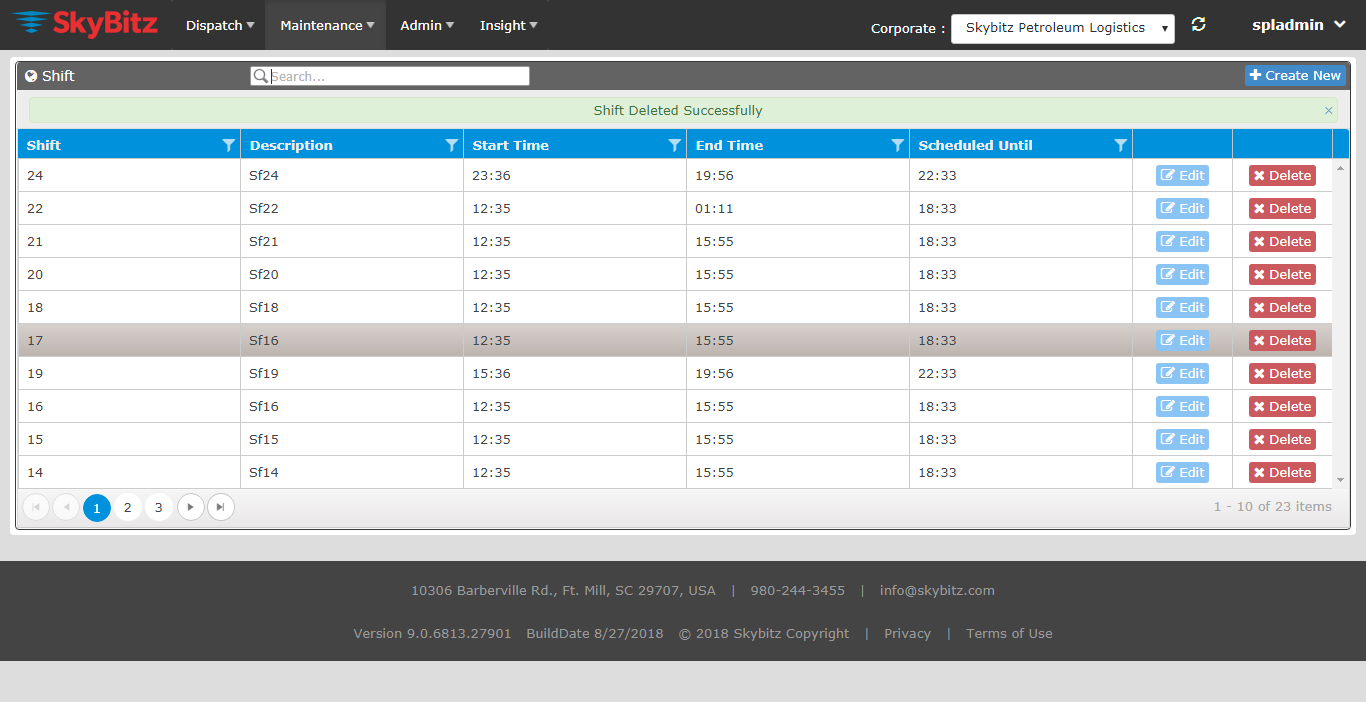 SkyBitz Dispatch Maintenance Admin Insight Corporate : Skybitz Petroleum Logistics spladmin
Shift Search... Create New
Shift Deleted Successfully ×
Shift Description Start Time End Time Scheduled Until
24 Sf24 23:36 19:56 22:33 Edit Delete
22 Sf22 12:35 01:11 18:33 Edit Delete
21 Sf21 12:35 15:55 18:33 Edit Delete
20 Sf20 12:35 15:55 18:33 Edit Delete
18 Sf18 12:35 15:55 18:33 Edit Delete
17 Sf16 12:35 15:55 18:33 Edit Delete
19 Sf19 15:36 19:56 22:33 Edit Delete
16 Sf16 12:35 15:55 18:33 Edit Delete
15 Sf15 12:35 15:55 18:33 Edit Delete
14 Sf14 12:35 15:55 18:33 Edit Delete
1 2 3 1 - 10 of 23 items
10306 Barberville Rd., Ft. Mill, SC 29707, USA | 980-244-3455 | info@skybitz.com
Version 9.0.6813.27901 BuildDate 8/27/2018 © 2018 Skybitz Copyright | Privacy | Terms of Use